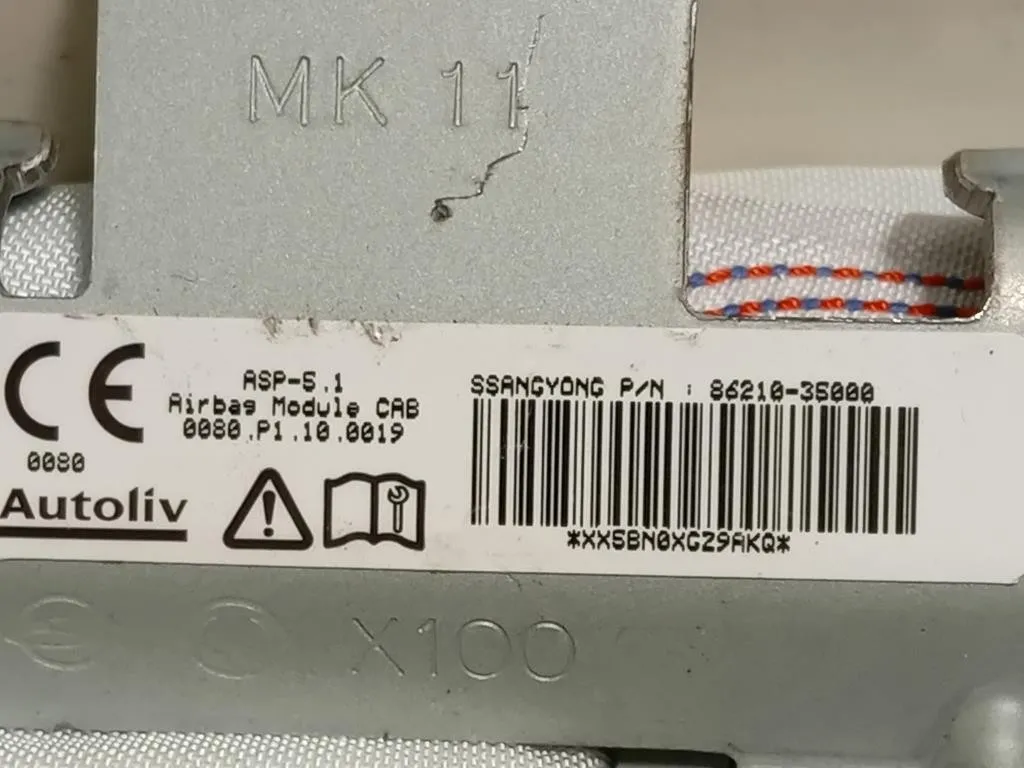 MK 11
CE
0080
Autoliv
ASP-5.1
Airbag Module CAB
0080.P1.10.0019
SSANGYONG P/N : 86210-35000
*XX5BN0XGZ9AKQ*
X100